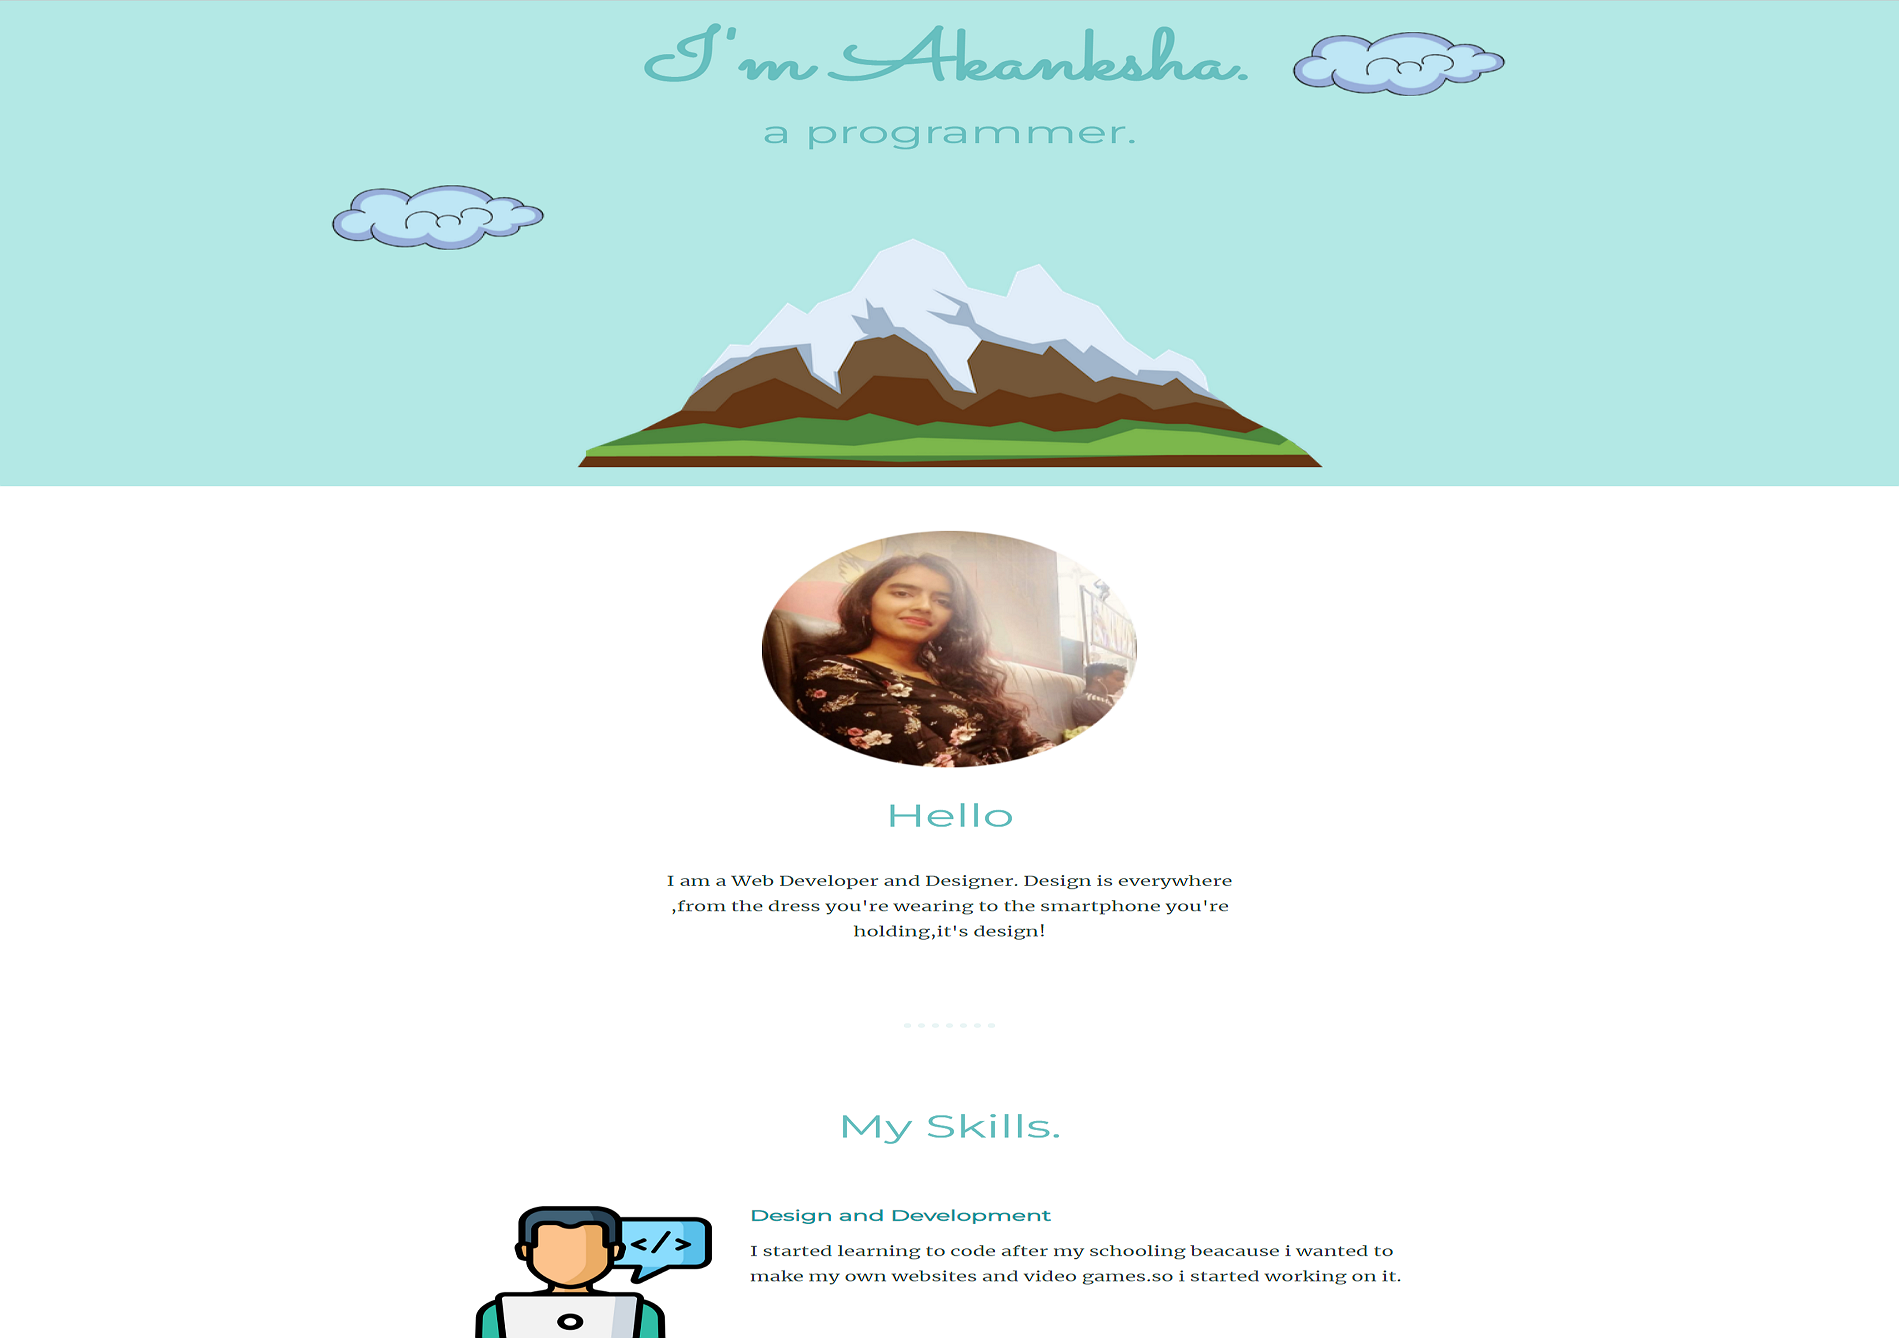 I'm Akanksha.
a programmer.
Hello
I am a Web Developer and Designer. Design is everywhere
,from the dress you're wearing to the smartphone you're
holding,it's design!
My Skills.
Design and Development
</>
I started learning to code after my schooling beacause i wanted to
make my own websites and video games.so i started working on it.